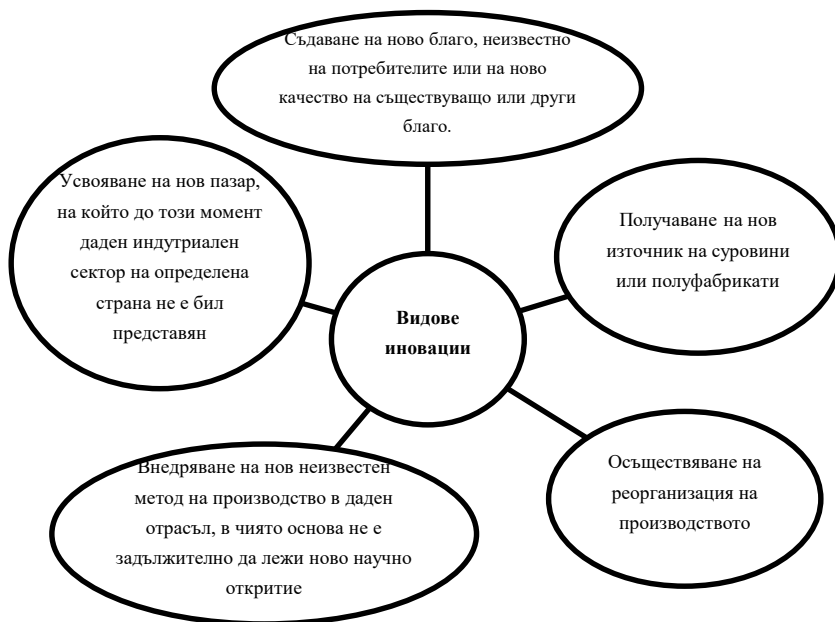 Съдаване на ново благо, неизвестно
на потребителите или на ново
качество на съществуващо или други
благо.
Усвояване на нов пазар,
на който до този момент
даден индутриален
сектор на определена
страна не е бил
представян
Получаване на нов
източник на суровини
или полуфабрикати
Видове
иновации
Внедряване на нов неизвестен
метод на производство в даден
отрасъл, в чиято основа не е
задължително да лежи ново научно
откритие
Осъществяване на
реорганизация на
производството